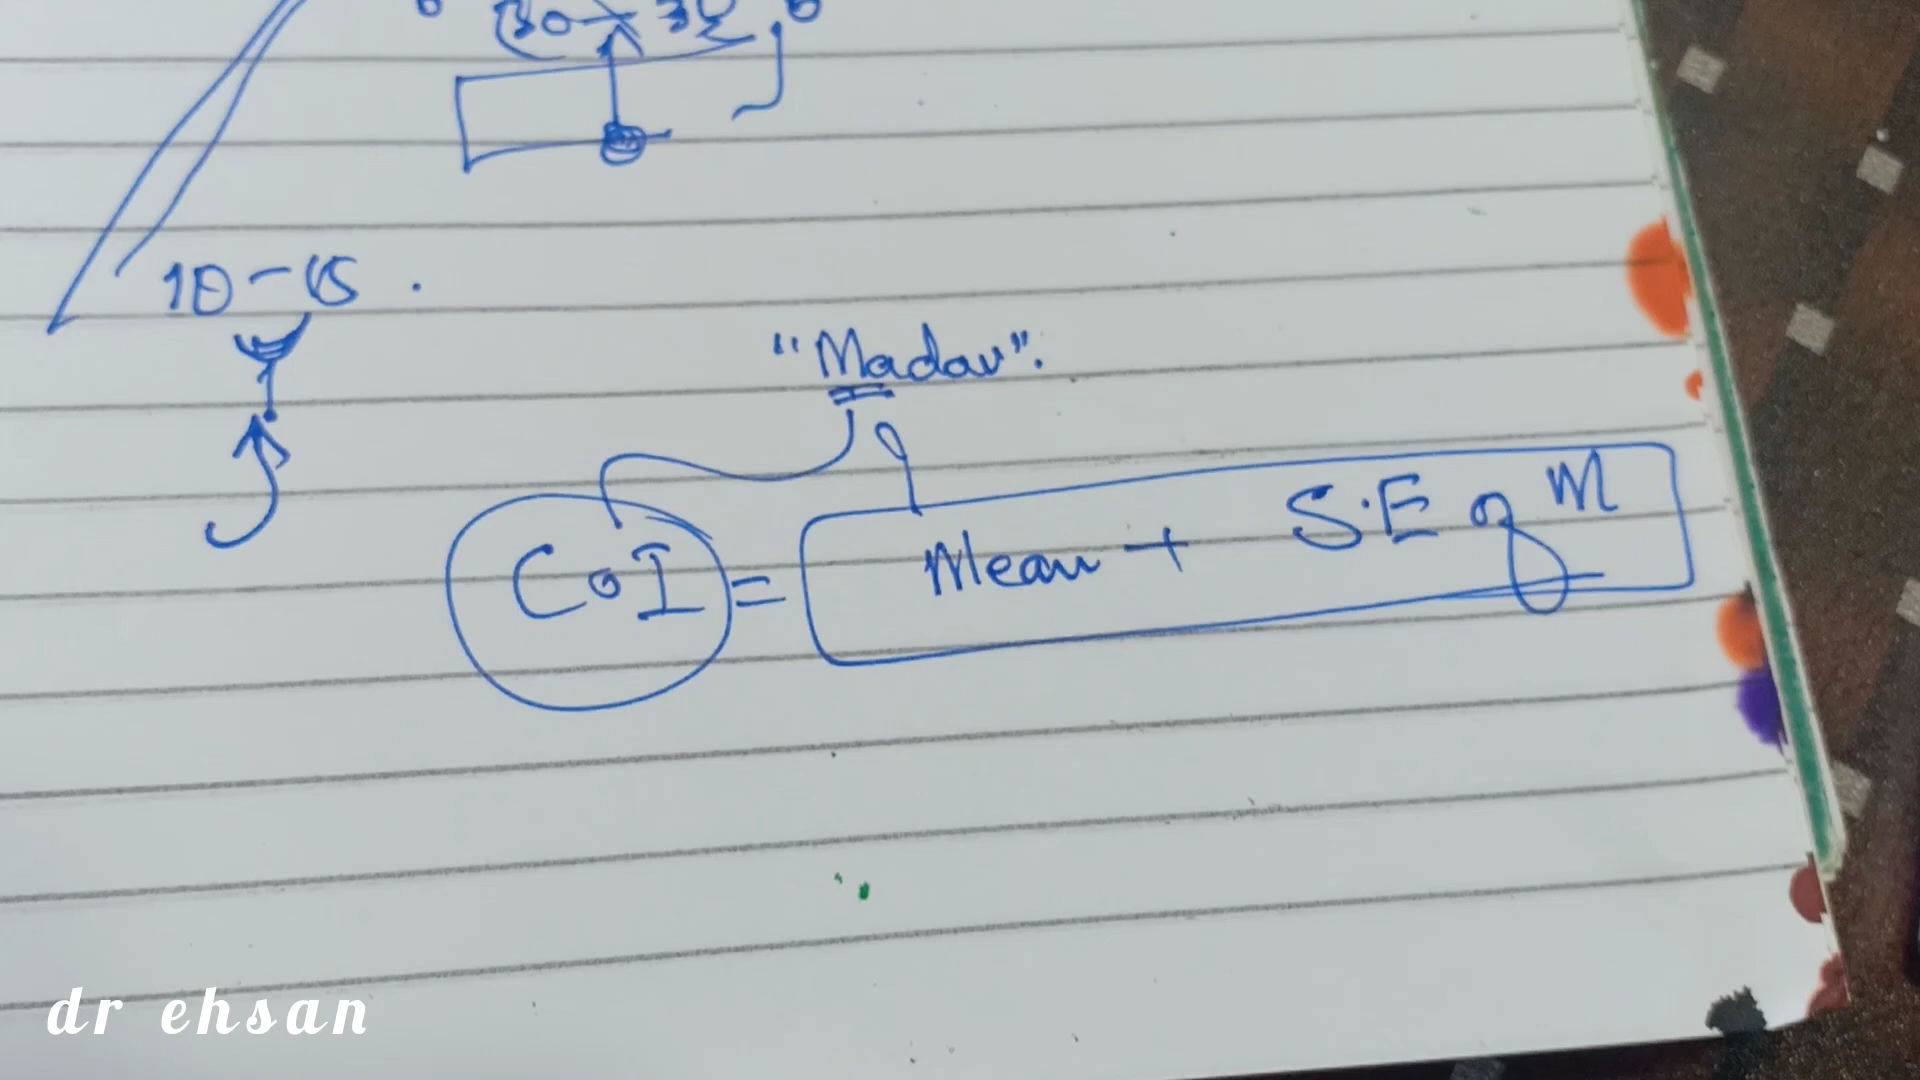 10-15.
"Madav".
C o I = Mean + S.E of M
dr ehsan